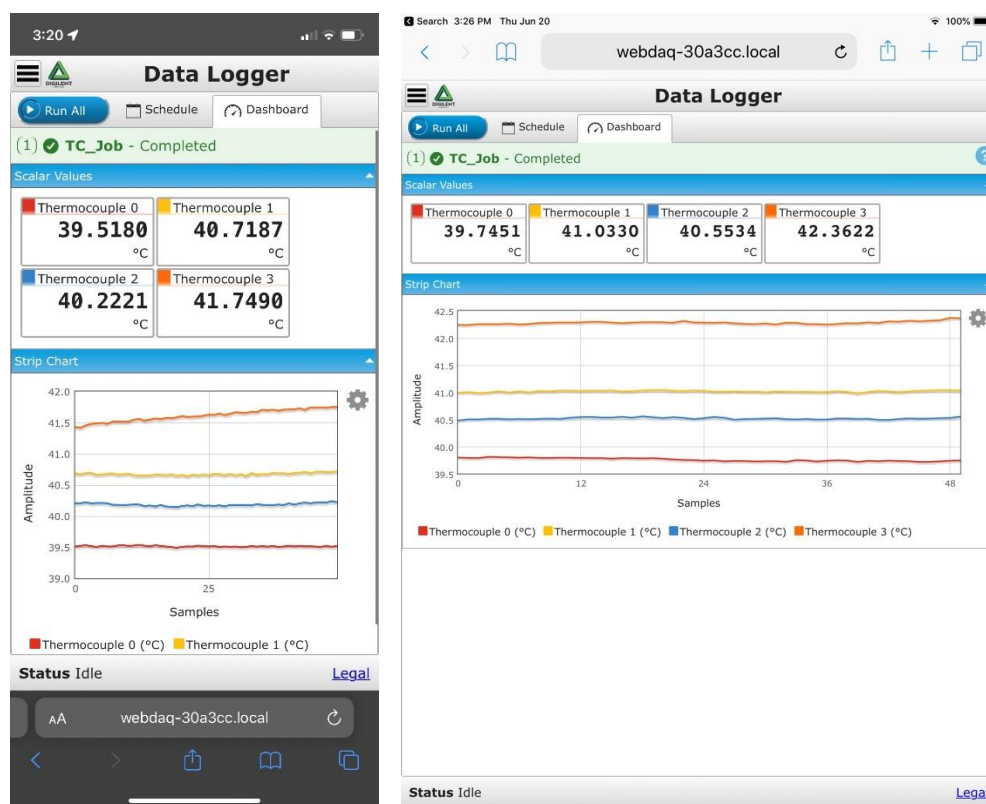 3:20
DIGILENT
Data Logger
Run All
Schedule
Dashboard
(1) TC_Job - Completed
Scalar Values
Thermocouple 0
39.5180
°C
Thermocouple 1
40.7187
°C
Thermocouple 2
40.2221
°C
Thermocouple 3
41.7490
°C
Strip Chart
42.0
41.5
41.0
40.5
40.0
39.5
39.0
Amplitude
0
25
Samples
Thermocouple 0 (°C) Thermocouple 1 (°C)
Status Idle
Legal
AA
webdaq-30a3cc.local
Search 3:26 PM Thu Jun 20
100%
webdaq-30a3cc.local
DIGILENT
Data Logger
Run All
Schedule
Dashboard
(1) TC_Job - Completed
?
Scalar Values
Thermocouple 0
39.7451
°C
Thermocouple 1
41.0330
°C
Thermocouple 2
40.5534
°C
Thermocouple 3
42.3622
°C
Strip Chart
42.5
42.0
41.5
41.0
40.5
40.0
39.5
Amplitude
0
12
24
36
48
Samples
Thermocouple 0 (°C) Thermocouple 1 (°C) Thermocouple 2 (°C) Thermocouple 3 (°C)
Status Idle
Lega